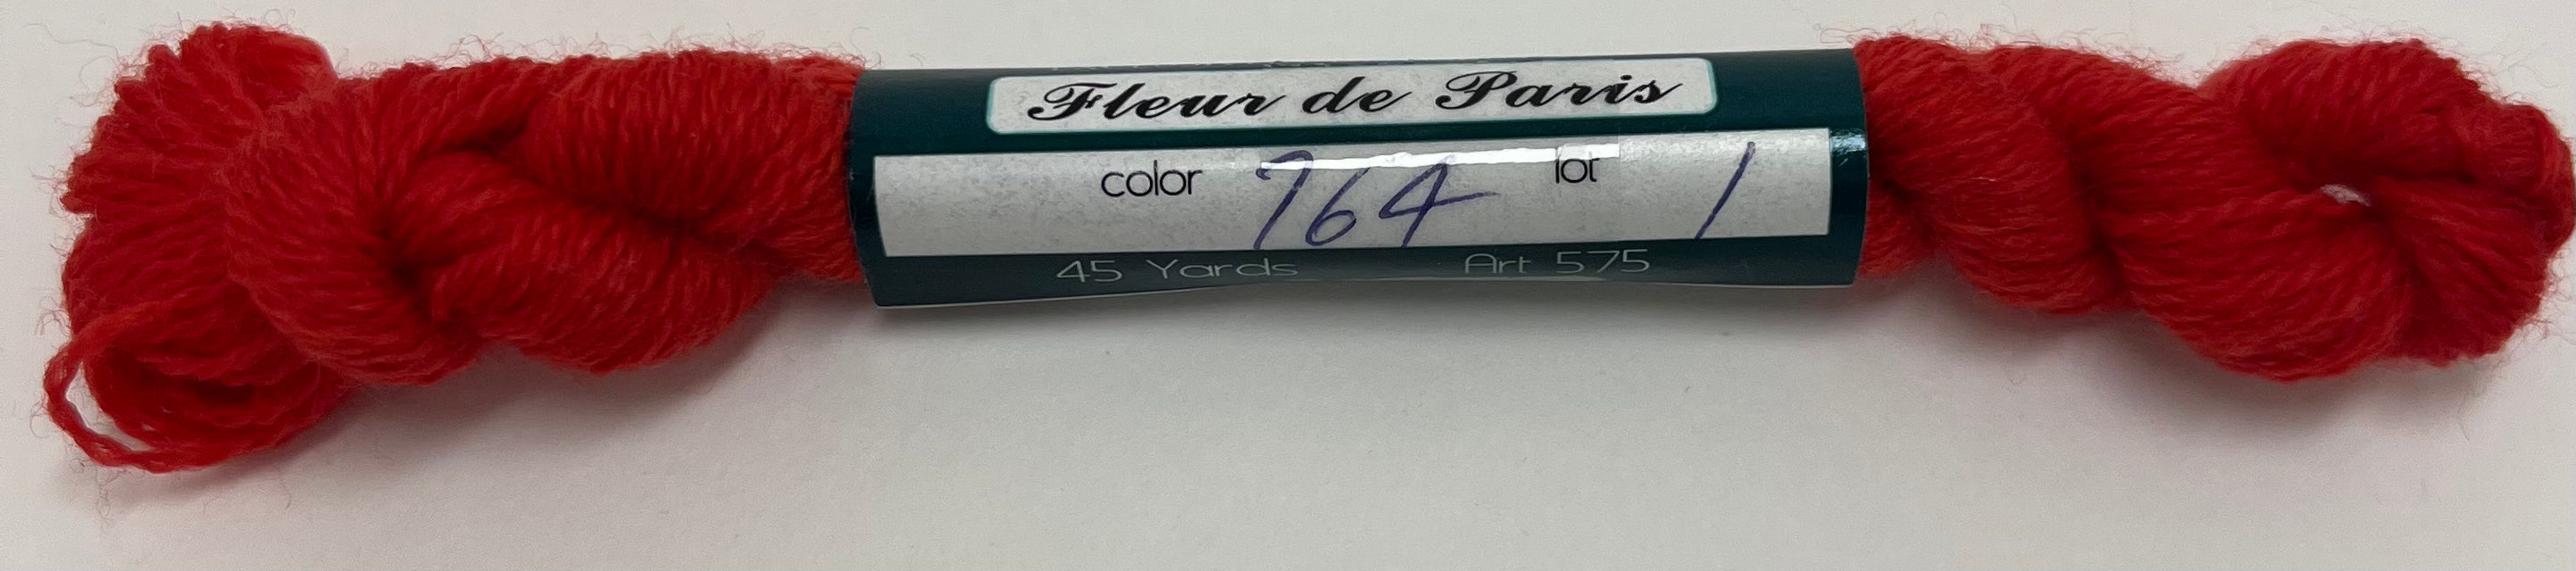 Fleur de Paris
color 764 lot 1
45 Yards Art 575